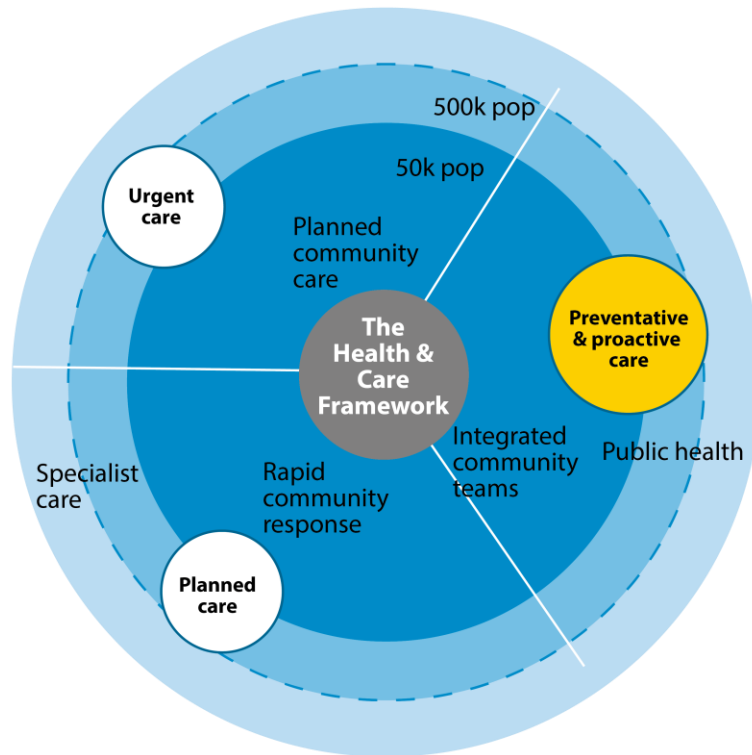 500k pop
50k pop
Urgent
care
Planned
community
care
Preventative
& proactive
care
The
Health &
Care
Framework
Integrated
community
teams
Public health
Specialist
care
Rapid
community
response
Planned
care